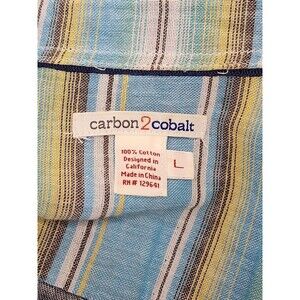 carbon2cobalt
100% Cotton
Designed in
California
Made in China
RN# 129641
L